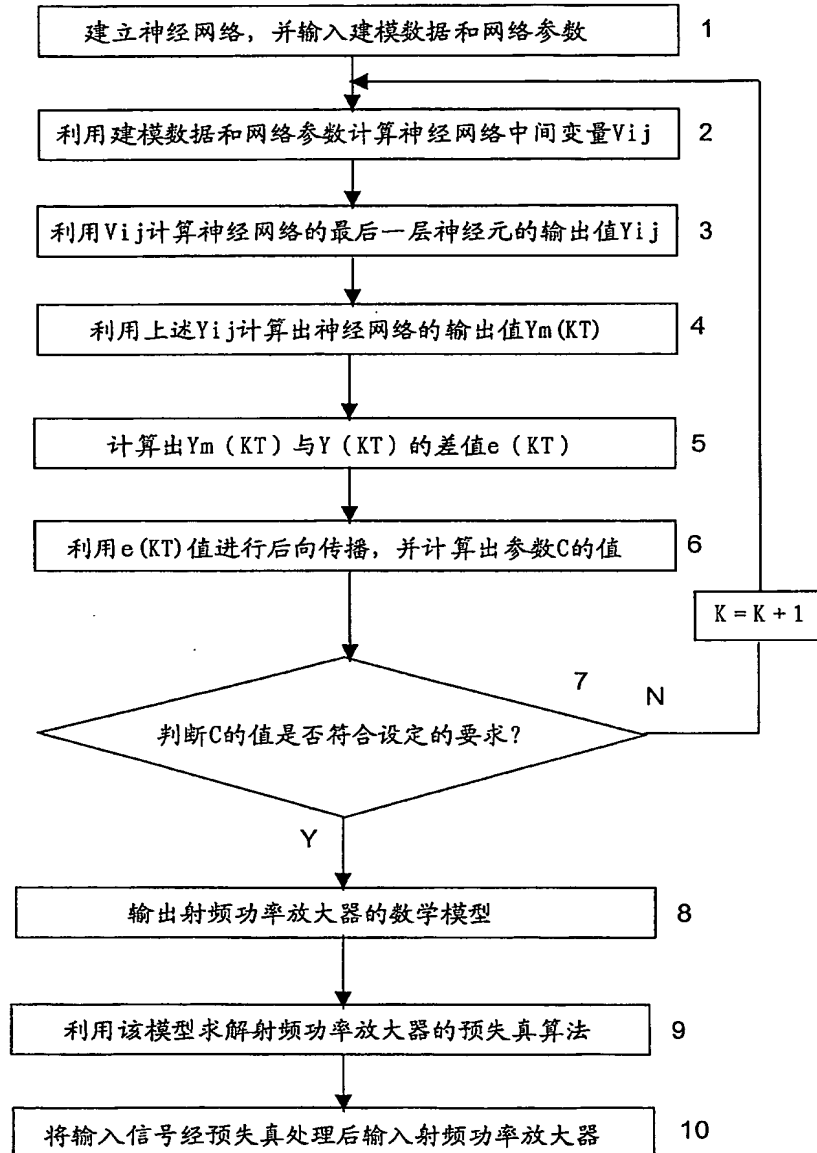 建立神经网络，并输入建模数据和网络参数 1
利用建模数据和网络参数计算神经网络中间变量Vij 2
利用Vij计算神经网络的最后一层神经元的输出值Yij 3
利用上述Yij计算出神经网络的输出值Ym(KT) 4
计算出Ym（KT）与Y（KT）的差值e（KT） 5
利用e(KT)值进行后向传播，并计算出参数C的值 6
K=K+1
7
N
判断C的值是否符合设定的要求？
Y
输出射频功率放大器的数学模型 8
利用该模型求解射频功率放大器的预失真算法 9
将输入信号经预失真处理后输入射频功率放大器 10